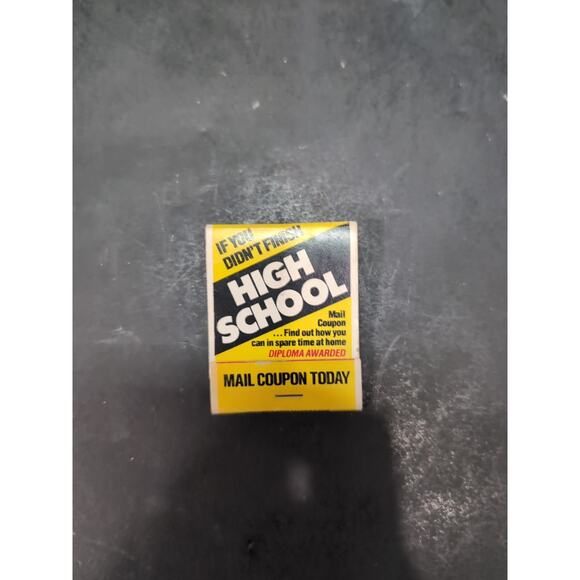 IF YOU
DIDN'T FINISH
HIGH
SCHOOL
Mail
Coupon
... Find out how you
can in spare time at home
DIPLOMA AWARDED
MAIL COUPON TODAY